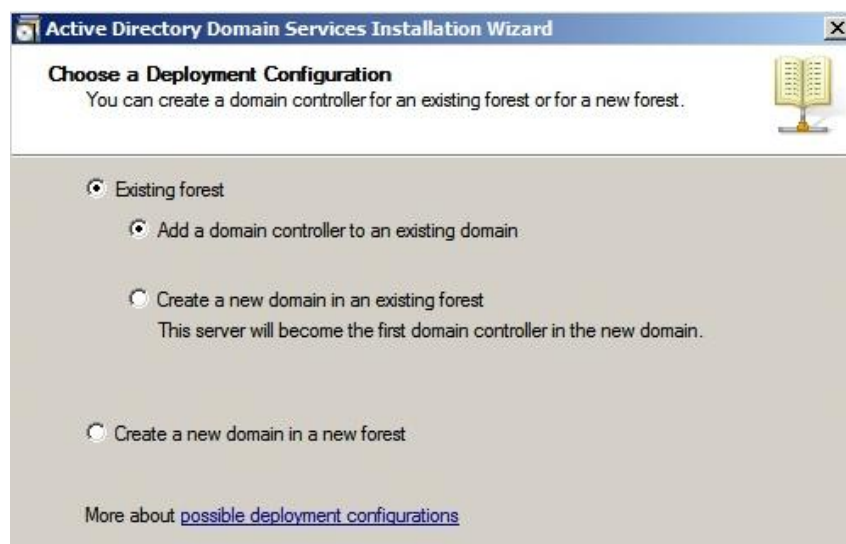 Active Directory Domain Services Installation Wizard
Choose a Deployment Configuration
You can create a domain controller for an existing forest or for a new forest.
Existing forest
Add a domain controller to an existing domain
Create a new domain in an existing forest
This server will become the first domain controller in the new domain.
Create a new domain in a new forest
More about possible deployment configurations